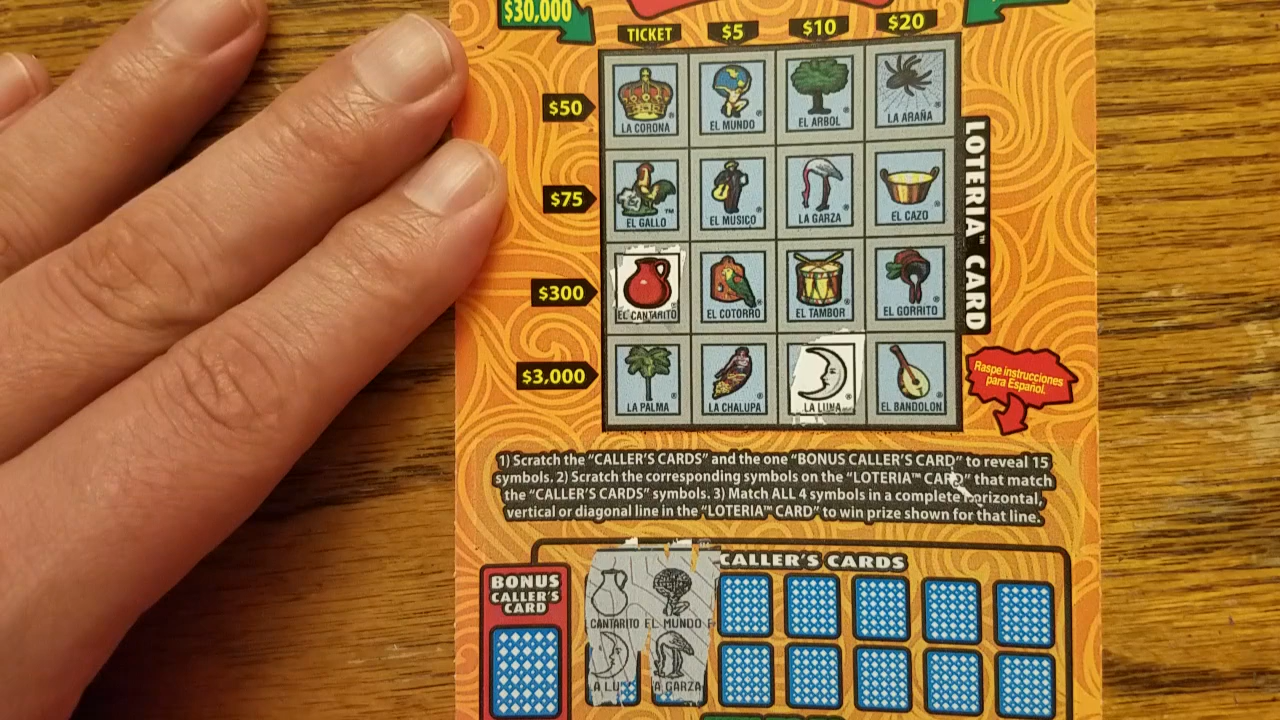 $30,000
TICKET $5 $10 $20
$50
LA CORONA EL MUNDO EL ARBOL LA ARAÑA
$75
EL GALLO EL MUSICO LA GARZA EL CAZO
$300
EL CANTARITO EL COTORRO EL TAMBOR EL GORRITO
$3,000
LA PALMA LA CHALUPA LA LUNA EL BANDOLON
LOTERIA™ CARD
Raspe instrucciones
para Español.
1) Scratch the "CALLER'S CARDS" and the one "BONUS CALLER'S CARD" to reveal 15
symbols. 2) Scratch the corresponding symbols on the "LOTERIA™ CARD" that match
the "CALLER'S CARDS" symbols. 3) Match ALL 4 symbols in a complete horizontal,
vertical or diagonal line in the "LOTERIA™ CARD" to win prize shown for that line.
CALLER'S CARDS
BONUS
CALLER'S
CARD
CANTARITO EL MUNDO
A LU A GARZA